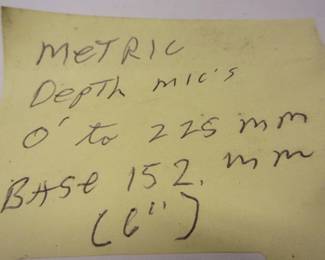 METRIC
Depth mic's
0' to 225 mm
BASE 152. mm
(6")